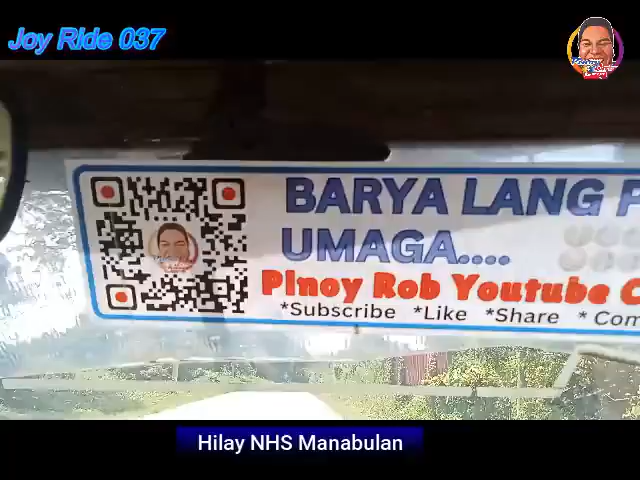 Joy Ride 037
BARYA LANG P
UMAGA....
Pinoy Rob Youtube C
*Subscribe *Like *Share * Com
Hilay NHS Manabulan